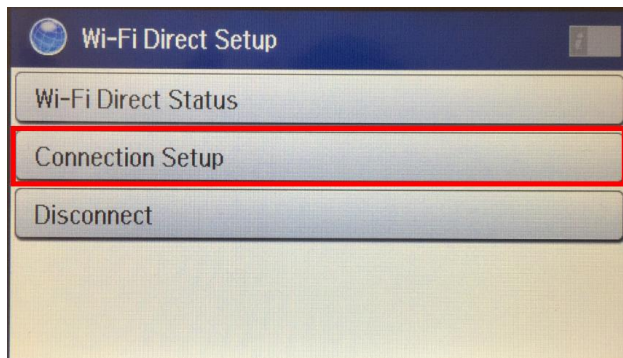 Wi-Fi Direct Setup
Wi-Fi Direct Status
Connection Setup
Disconnect